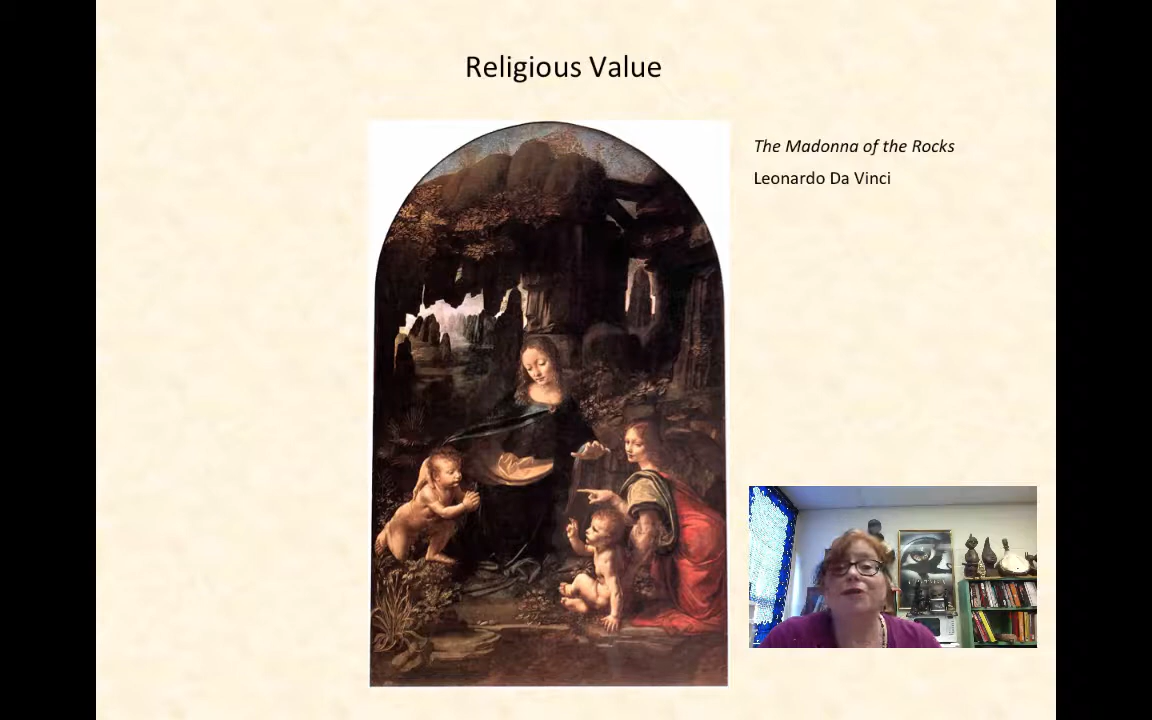 Religious Value
The Madonna of the Rocks
Leonardo Da Vinci